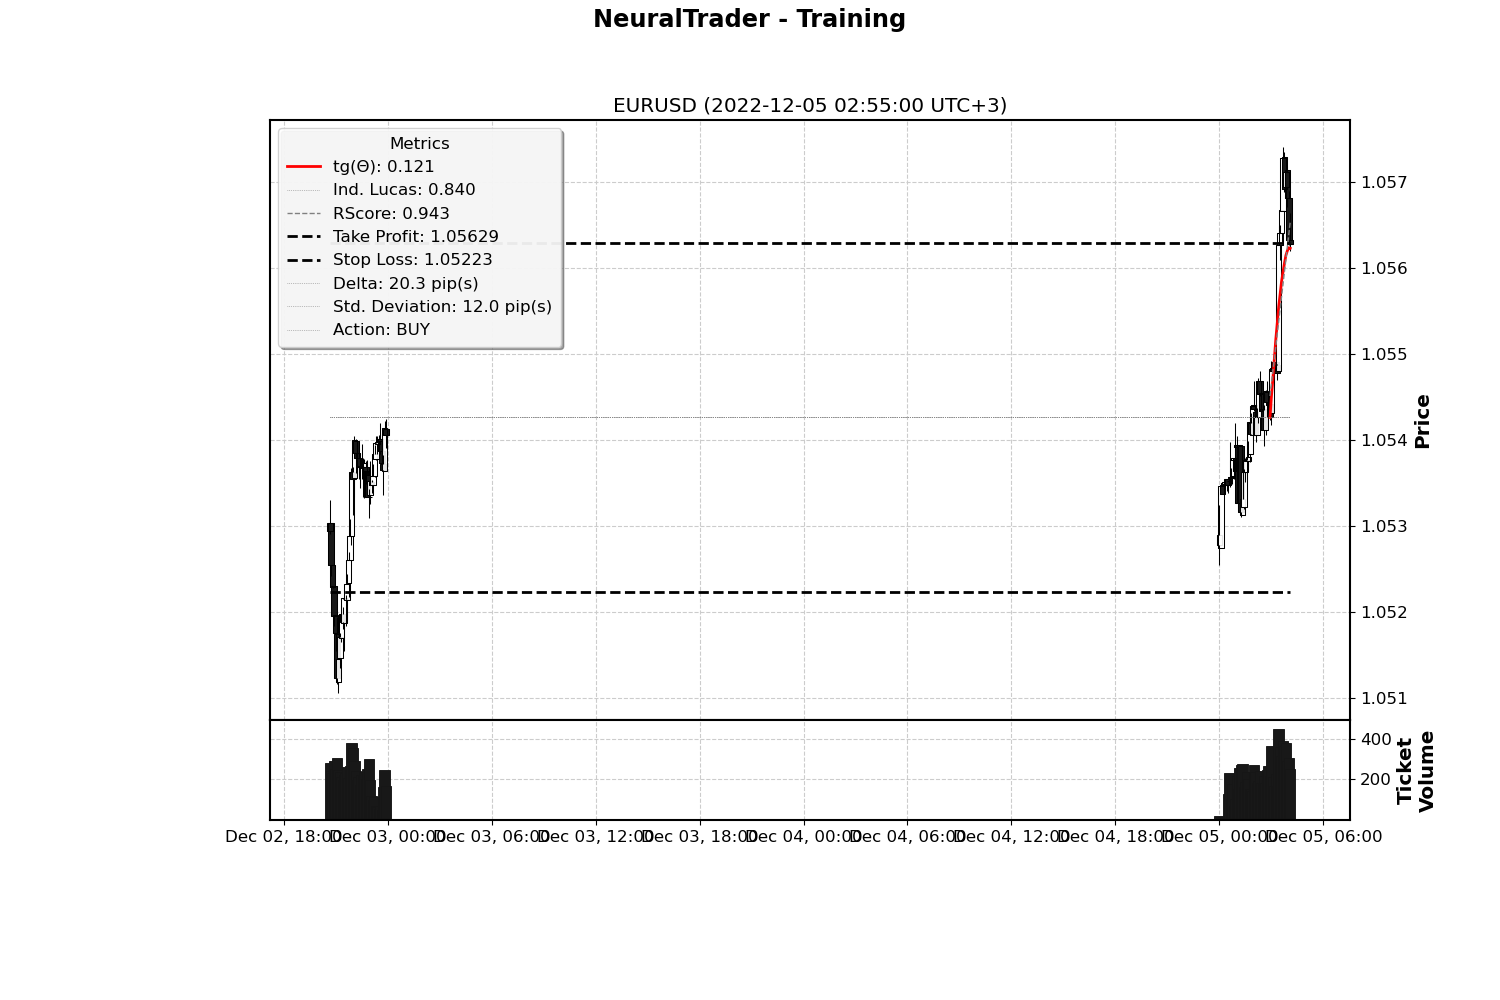 NeuralTrader - Training
EURUSD (2022-12-05 02:55:00 UTC+3)
Metrics
tg(Θ): 0.121
Ind. Lucas: 0.840
RScore: 0.943
Take Profit: 1.05629
Stop Loss: 1.05223
Delta: 20.3 pip(s)
Std. Deviation: 12.0 pip(s)
Action: BUY
1.057
1.056
1.055
1.054
1.053
1.052
1.051
Price
400
200
Ticket
Volume
Dec 02, 18:00
Dec 03, 00:00
Dec 03, 06:00
Dec 03, 12:00
Dec 03, 18:00
Dec 04, 00:00
Dec 04, 06:00
Dec 04, 12:00
Dec 04, 18:00
Dec 05, 00:00
Dec 05, 06:00